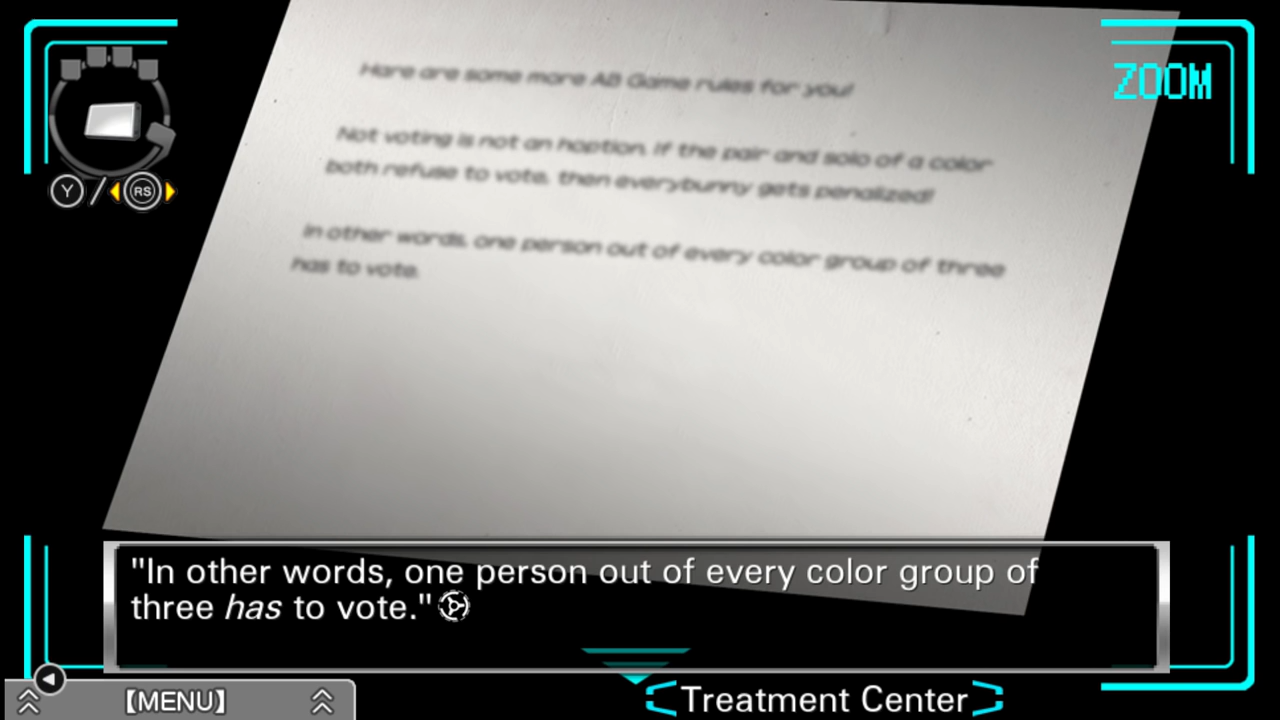 ZOOM
Hare are some more AB Game rules for you!
Not voting is not an hoption. If the pair and solo of a color
both refuse to vote, then everybunny gets penalized!
In other words, one person out of every color group of three
has to vote.
Y / RS
"In other words, one person out of every color group of
three has to vote."
【MENU】
Treatment Center